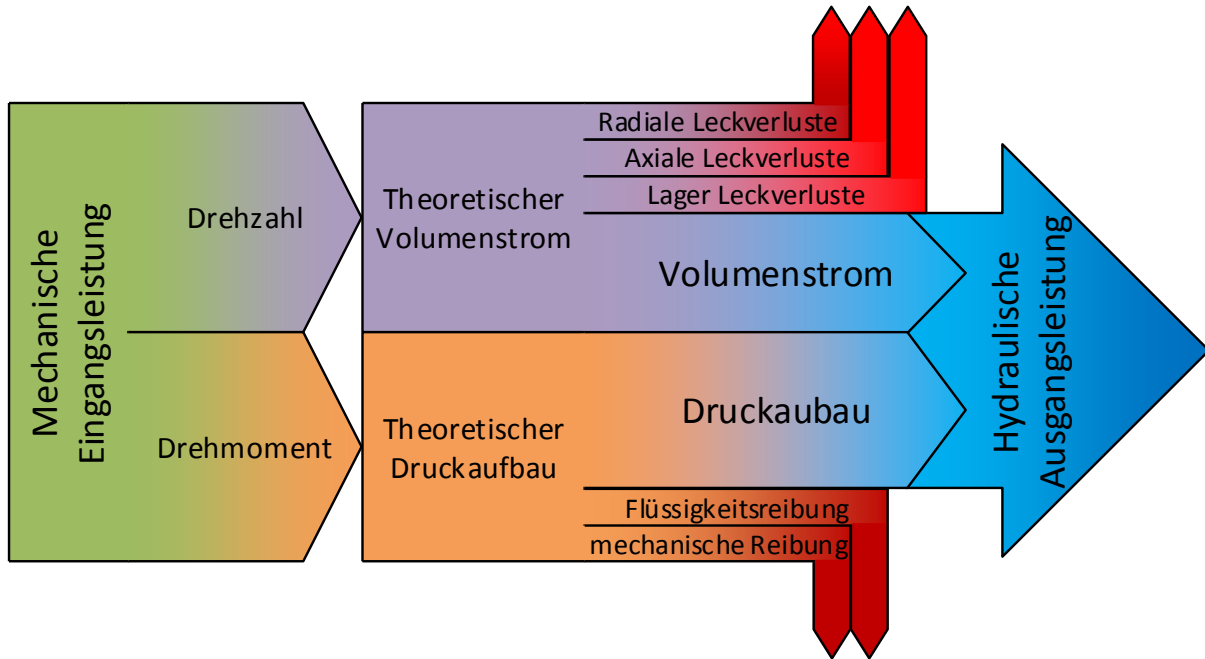 Mechanische
Eingangsleistung
Drehzahl
Drehmoment
Theoretischer
Volumenstrom
Theoretischer
Druckaufbau
Radiale Leckverluste
Axiale Leckverluste
Lager Leckverluste
Volumenstrom
Druckaubau
Flüssigkeitsreibung
mechanische Reibung
Hydraulische
Ausgangsleistung